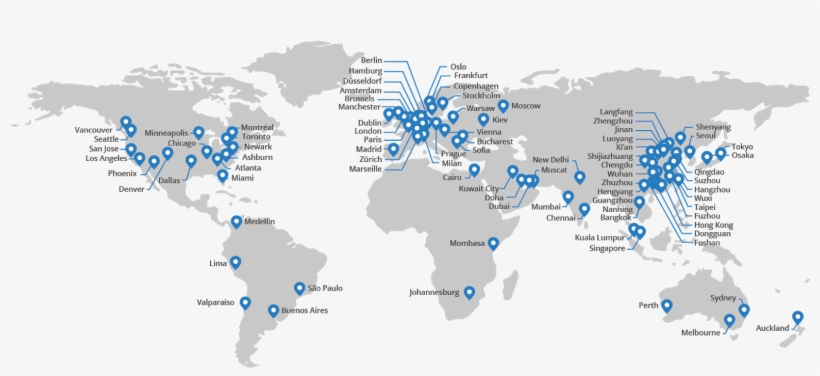 Vancouver
Seattle
San Jose
Los Angeles
Phoenix
Denver
Minneapolis
Chicago
Dallas
Montréal
Toronto
Newark
Ashburn
Atlanta
Miami
Medellín
Lima
São Paulo
Valparaíso
Buenos Aires
Berlin
Hamburg
Düsseldorf
Amsterdam
Brussels
Manchester
Dublin
London
Paris
Madrid
Zürich
Marseille
Oslo
Frankfurt
Copenhagen
Stockholm
Warsaw
Moscow
Kiev
Vienna
Bucharest
Sofia
Prague
Milan
Cairo
Kuwait City
Doha
Dubai
New Delhi
Muscat
Mumbai
Chennai
Mombasa
Johannesburg
Langfang
Zhengzhou
Jinan
Luoyang
Xi'an
Shijiazhuang
Chengdu
Wuhan
Zhuzhou
Hengyang
Guangzhou
Nanning
Bangkok
Kuala Lumpur
Singapore
Shenyang
Seoul
Tokyo
Osaka
Qingdao
Suzhou
Hangzhou
Wuxi
Taipei
Fuzhou
Hong Kong
Dongguan
Foshan
Perth
Sydney
Melbourne
Auckland